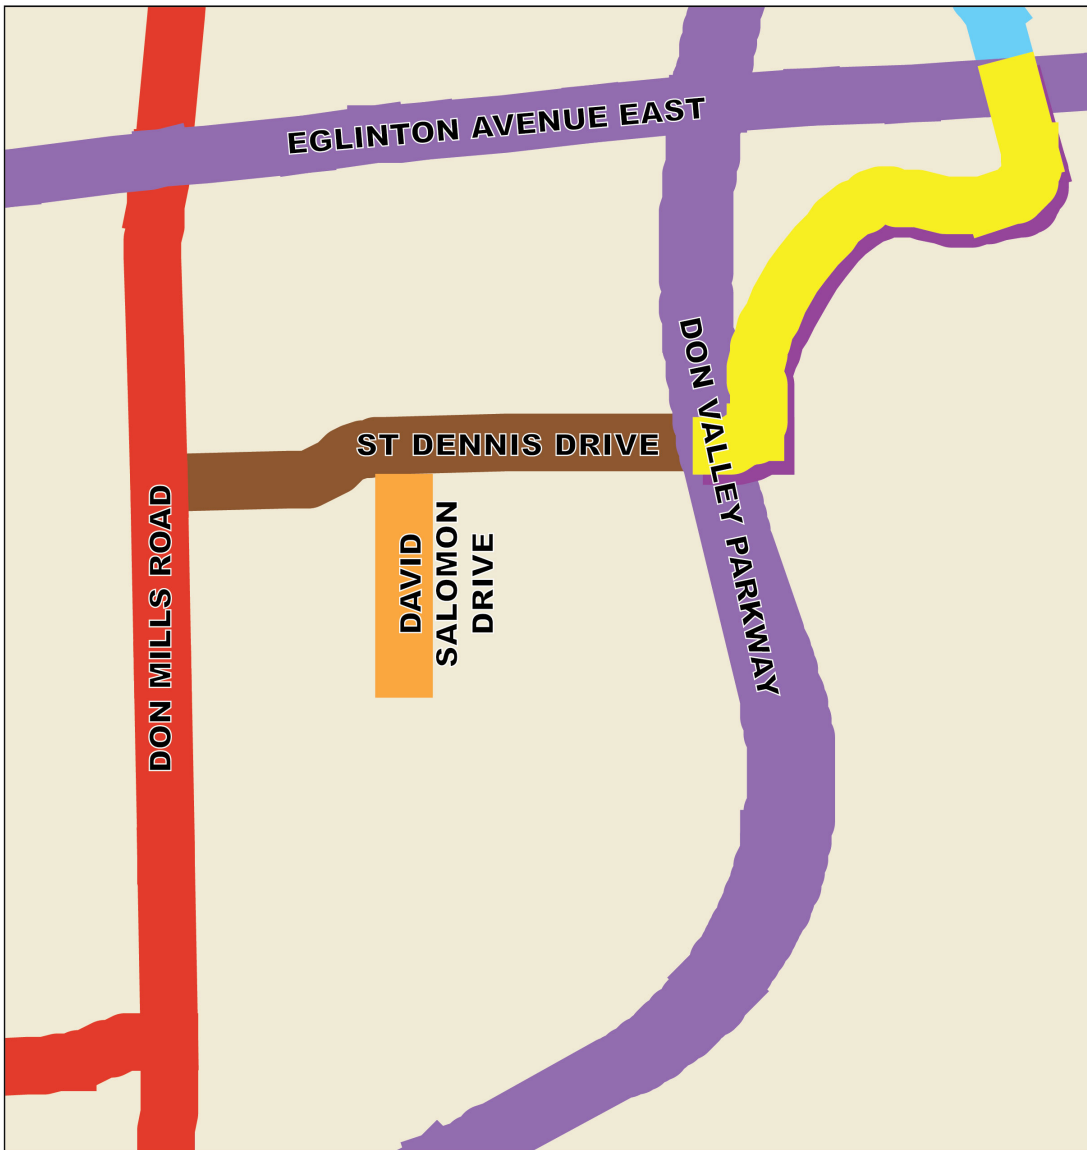 EGLINTON AVENUE EAST
DON VALLEY PARKWAY
ST DENNIS DRIVE
DON MILLS ROAD
DAVID
SALOMON
DRIVE